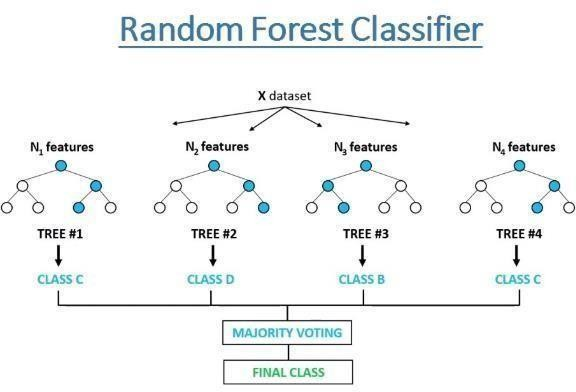 Random Forest Classifier
X dataset
N₁ features N₂ features N₃ features N₄ features
TREE #1 TREE #2 TREE #3 TREE #4
CLASS C CLASS D CLASS B CLASS C
MAJORITY VOTING
FINAL CLASS